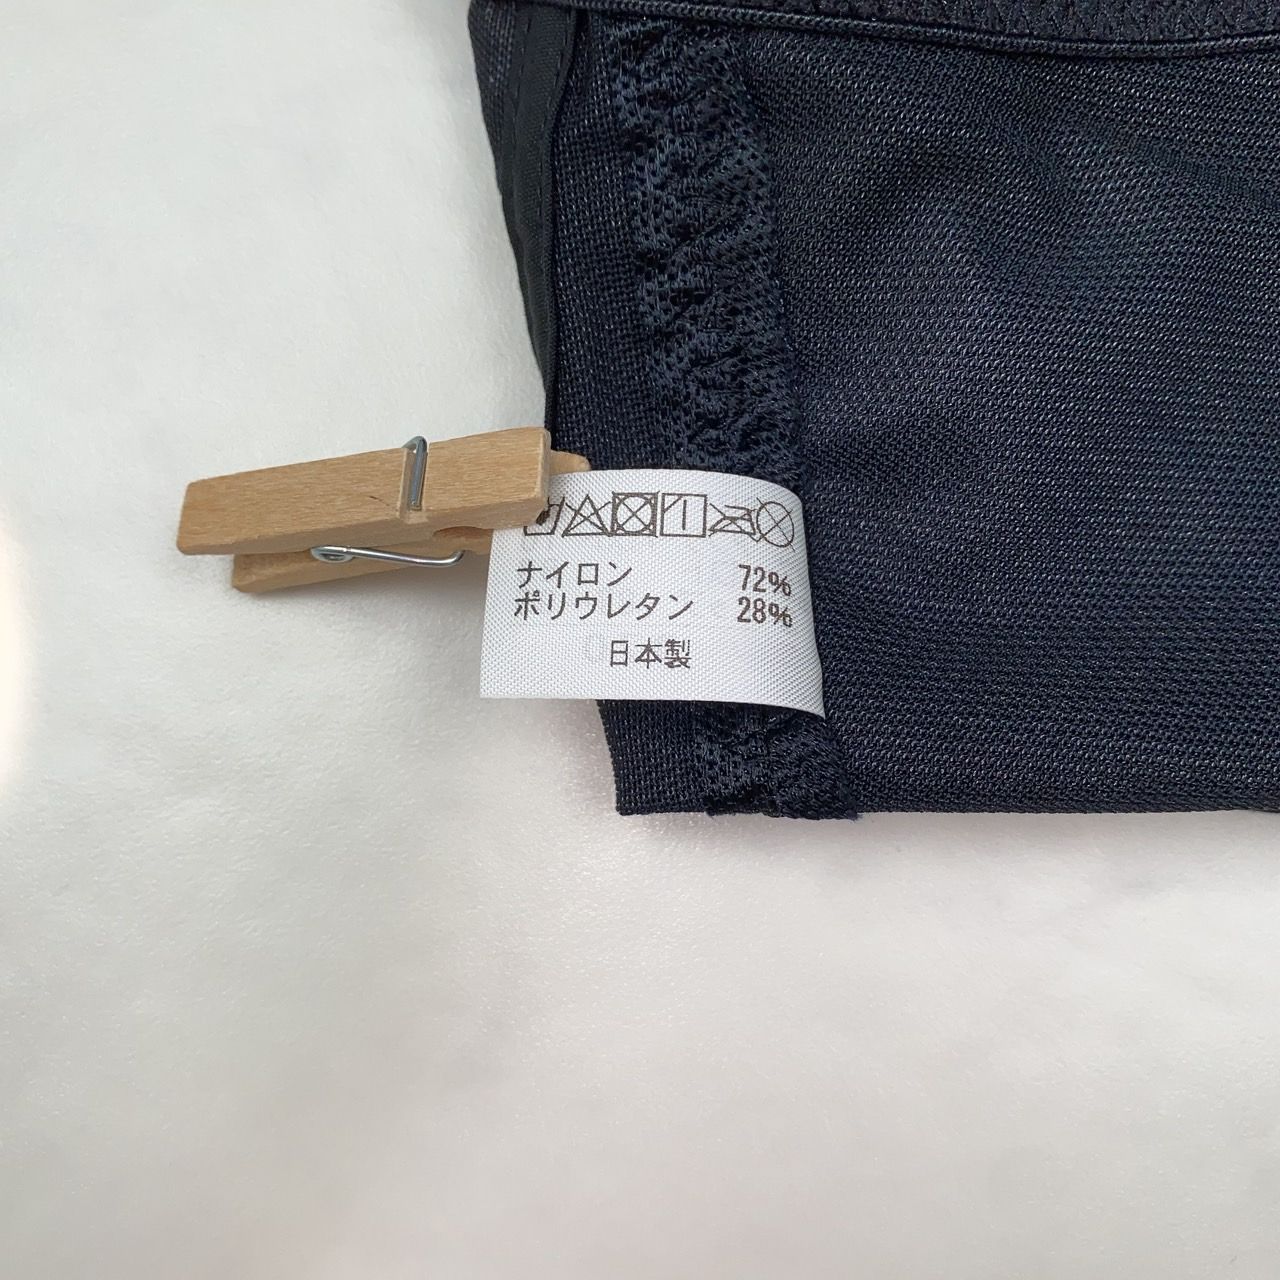 ナイロン 72%
ポリウレタン 28%
日本製